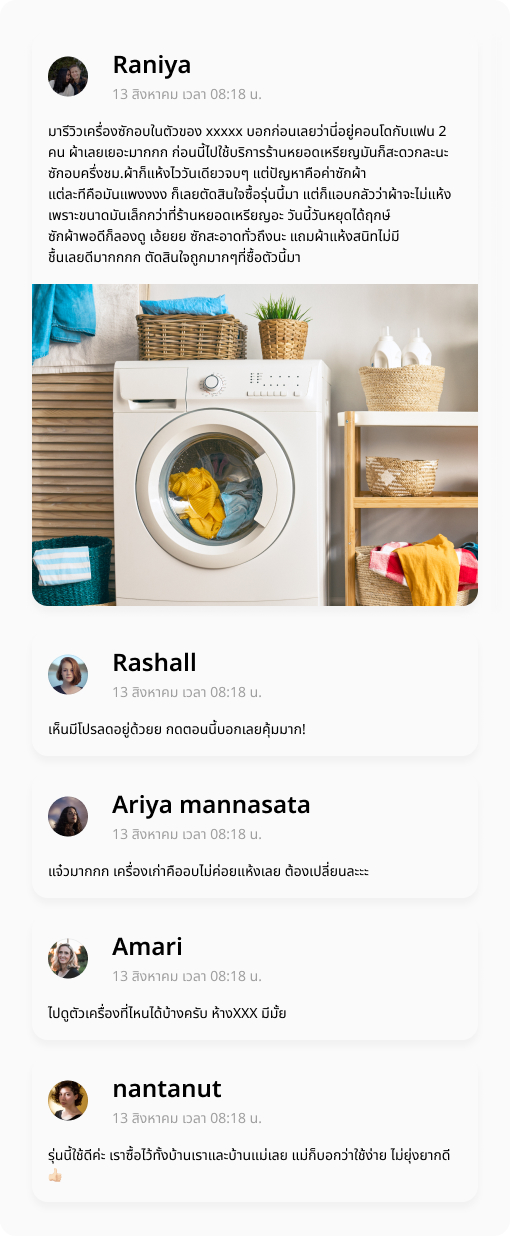 Raniya
13 สิงหาคม เวลา 08:18 น.
มารีวิวเครื่องซักอบในตัวของ xxxxx บอกก่อนเลยว่านี่อยู่คอนโดกับแฟน 2
คน ผ้าเลยเยอะมากกก ก่อนนี้ไปใช้บริการร้านหยอดเหรียญมันก็สะดวกละนะ
ซักอบครึ่งชม.ผ้าก็แห้งไววันเดียวจบๆ แต่ปัญหาคือค่าซักผ้า
แต่ละทีคือมันแพงงงง ก็เลยตัดสินใจซื้อรุ่นนี้มา แต่ก็แอบกลัวว่าผ้าจะไม่แห้ง
เพราะขนาดมันเล็กกว่าที่ร้านหยอดเหรียญอะ วันนี้วันหยุดได้ฤกษ์
ซักผ้าพอดีก็ลองดู เอ้ยยย ซักสะอาดทั่วถึงนะ แถมผ้าแห้งสนิทไม่มี
ชื้นเลยดีมากกกก ตัดสินใจถูกมากๆที่ซื้อตัวนี้มา
Rashall
13 สิงหาคม เวลา 08:18 น.
เห็นมีโปรลดอยู่ด้วยย กดตอนนี้บอกเลยคุ้มมาก!
Ariya mannasata
13 สิงหาคม เวลา 08:18 น.
แจ๋วมากกก เครื่องเก่าคืออบไม่ค่อยแห้งเลย ต้องเปลี่ยนละะะ
Amari
13 สิงหาคม เวลา 08:18 น.
ไปดูตัวเครื่องที่ไหนได้บ้างครับ ห้างXXX มีมั้ย
nantanut
13 สิงหาคม เวลา 08:18 น.
รุ่นนี้ใช้ดีค่ะ เราซื้อไว้ทั้งบ้านเราและบ้านแม่เลย แม่ก็บอกว่าใช้ง่าย ไม่ยุ่งยากดี
👍🏻